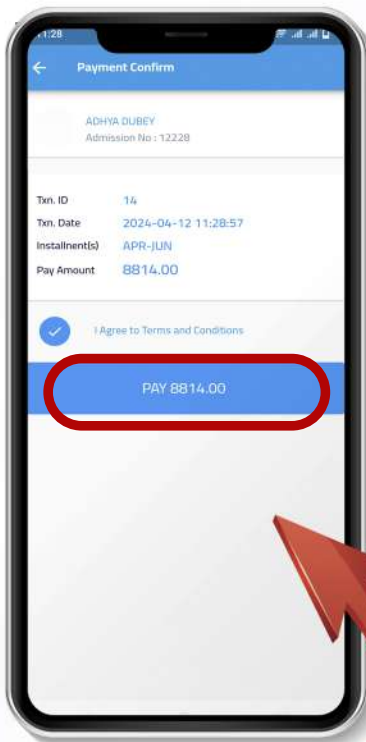 11:28
Payment Confirm
ADHYA DUBEY
Admission No : 12228
Txn. ID 14
Txn. Date 2024-04-12 11:28:57
Installnent(s) APR-JUN
Pay Amount 8814.00
I Agree to Terms and Conditions
PAY 8814.00